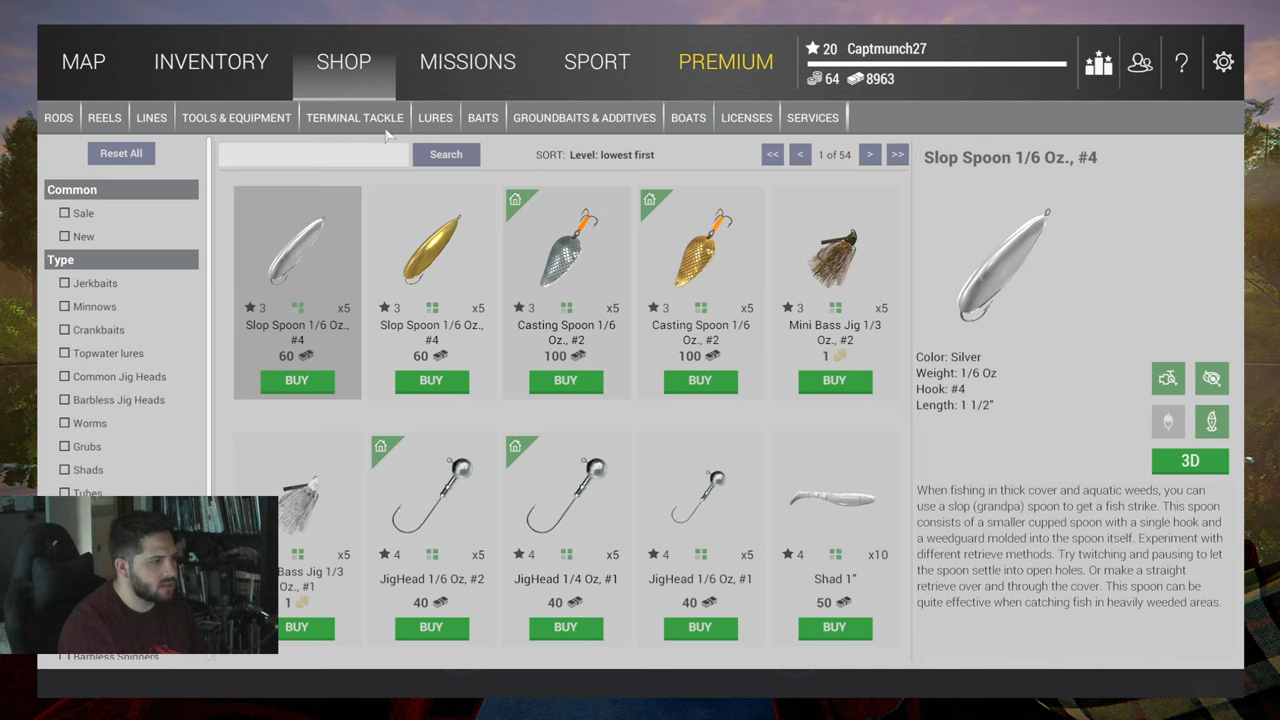 MAP INVENTORY SHOP MISSIONS SPORT PREMIUM
20 Captmunch27
64 8963
RODS REELS LINES TOOLS & EQUIPMENT TERMINAL TACKLE LURES BAITS GROUNDBAITS & ADDITIVES BOATS LICENSES SERVICES
Reset All
Common
Sale
New
Type
Jerkbaits
Minnows
Crankbaits
Topwater lures
Common Jig Heads
Barbless Jig Heads
Worms
Grubs
Shads
Tubes
Barbless Spinners
Search SORT: Level: lowest first << < 1 of 54 > >>
3 x5 3 x5 3 x5 3 x5 3 x5
Slop Spoon 1/6 Oz., Slop Spoon 1/6 Oz., Casting Spoon 1/6 Casting Spoon 1/6 Mini Bass Jig 1/3
#4 #4 Oz., #2 Oz., #2 Oz., #2
60 60 100 100 1
BUY BUY BUY BUY BUY
x5 4 x5 4 x5 4 x5 4 x10
Bass Jig 1/3 JigHead 1/6 Oz, #2 JigHead 1/4 Oz, #1 JigHead 1/6 Oz, #1 Shad 1"
Oz., #1
1 40 40 40 50
BUY BUY BUY BUY BUY
Slop Spoon 1/6 Oz., #4
Color: Silver
Weight: 1/6 Oz
Hook: #4
Length: 1 1/2"
3D
When fishing in thick cover and aquatic weeds, you can
use a slop (grandpa) spoon to get a fish strike. This spoon
consists of a smaller cupped spoon with a single hook and
a weedguard molded into the spoon itself. Experiment with
different retrieve methods. Try twitching and pausing to let
the spoon settle into open holes. Or make a straight
retrieve over and through the cover. This spoon can be
quite effective when catching fish in heavily weeded areas.